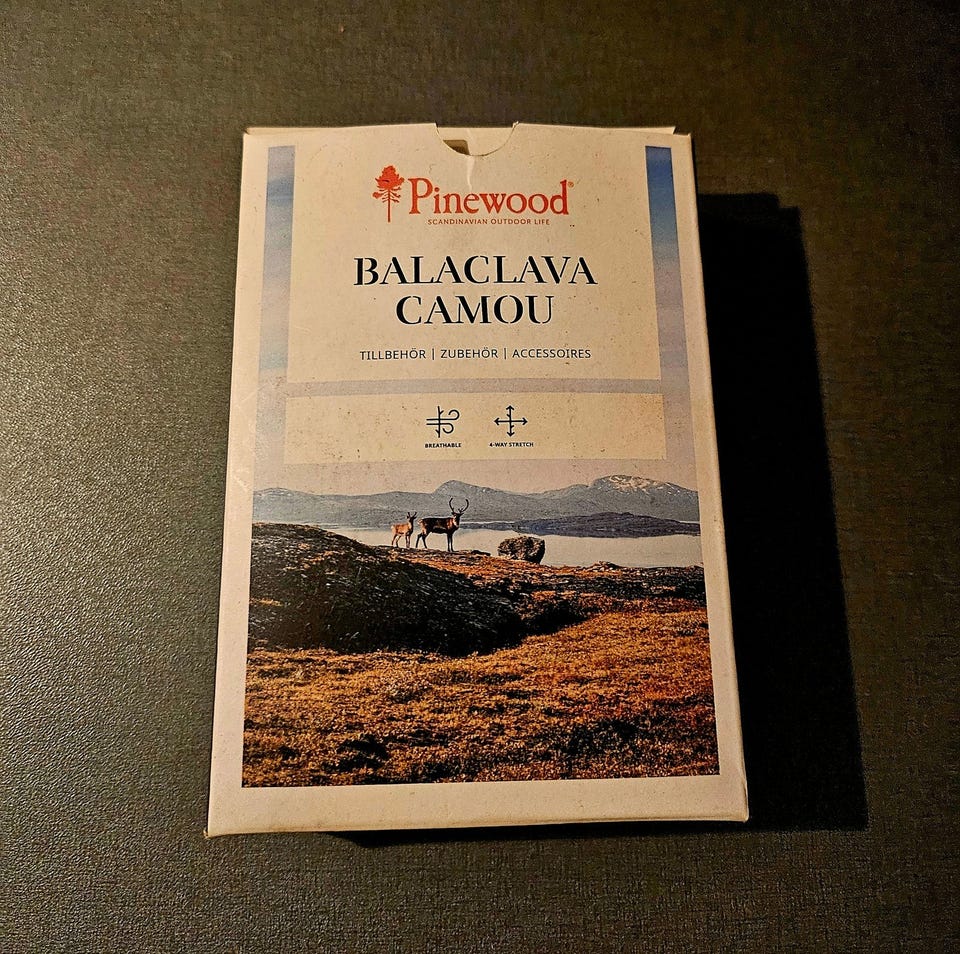 Pinewood®
SCANDINAVIAN OUTDOOR LIFE
BALACLAVA
CAMOU
TILLBEHÖR | ZUBEHÖR | ACCESSOIRES
BREATHABLE 4-WAY STRETCH